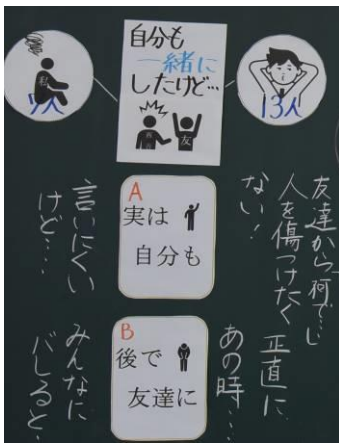 自分も
一緒に
したけど…
私
友
13人
A
実は
自分も
友達から「何で…」
人を傷つけたく
ない!
言いにくい
けど…
B
後で
友達に
正直に
あの時…
みんなに
バレると…